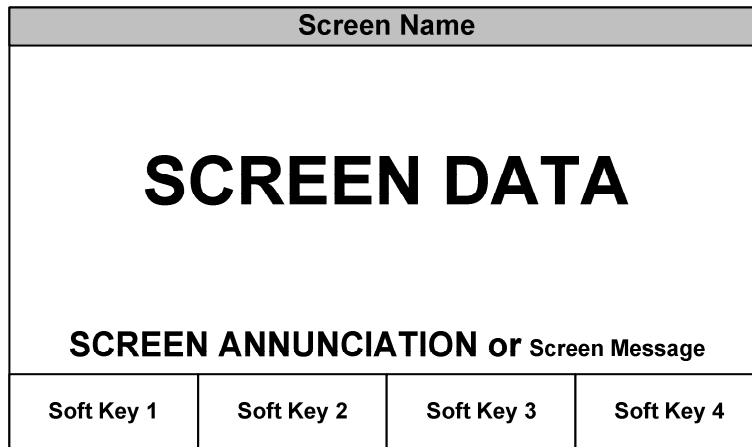 Screen Name
SCREEN DATA
SCREEN ANNUNCIATION or Screen Message
Soft Key 1 Soft Key 2 Soft Key 3 Soft Key 4